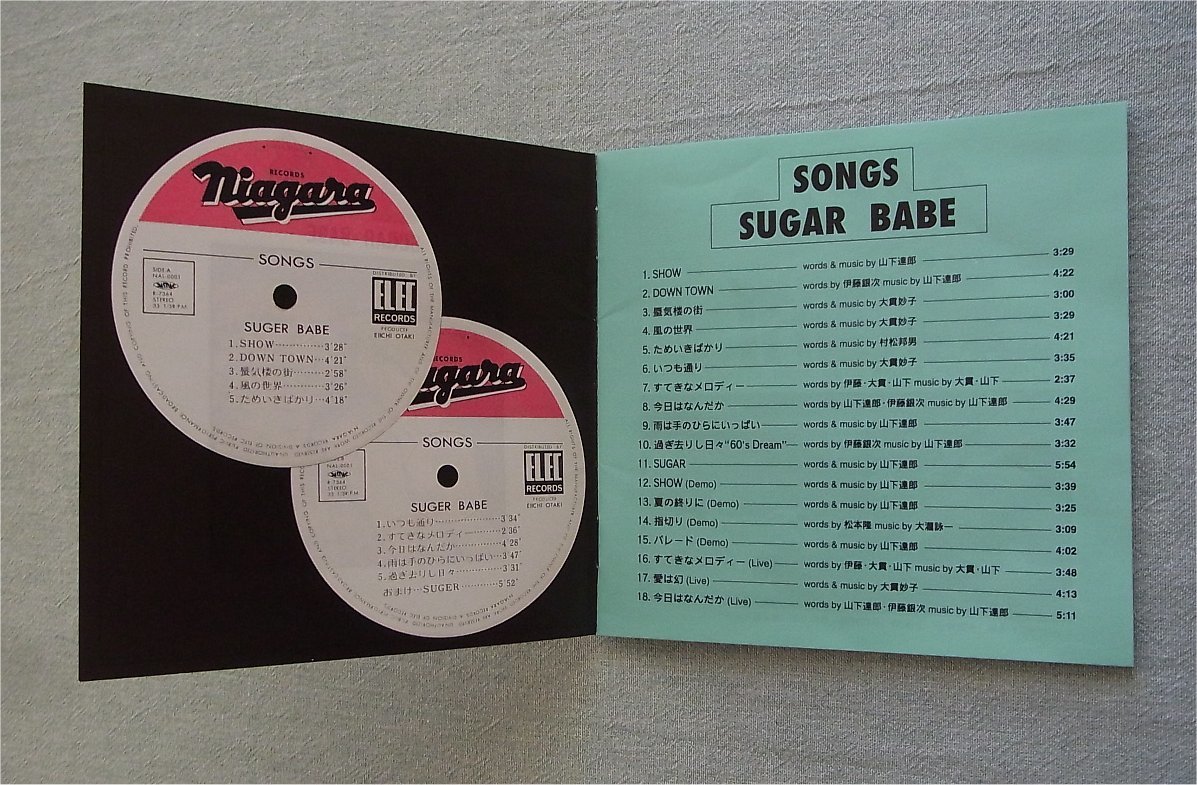 RECORDS
Niagara
SONGS
SIDE.A
NAL-0001
R-7364
STEREO
33 1/3R.P.M.
DISTRIBUTED BY
ELEC
RECORDS
PRODUCER
EIICHI OTAKI
SUGER BABE
1.SHOW…………3'28"
2.DOWN TOWN…4'21"
3.蜃気楼の街………2'58"
4.風の世界…………3'26"
5.ためいきばかり…4'18"
RECORDS
SONGS
NAL-0001
R-7364
STEREO
33 1/3R.P.M.
DISTRIBUTED BY
ELEC
RECORDS
PRODUCER
EIICHI OTAKI
SUGER BABE
1.いつも通り…………………3'34"
2.すてきなメロディー………2'36"
3.今日はなんだか……………4'28"
4.雨は手のひらにいっぱい…3'47"
5.過ぎ去りし日々……………3'31"
おまけ…SUGER…………5'52"
SONGS
SUGAR BABE
1. SHOW words & music by 山下達郎 3:29
2. DOWN TOWN words by 伊藤銀次 music by 山下達郎 4:22
3. 蜃気楼の街 words & music by 大貫妙子 3:00
4. 風の世界 words & music by 大貫妙子 3:29
5. ためいきばかり words & music by 村松邦男 4:21
6. いつも通り words & music by 大貫妙子 3:35
7. すてきなメロディー words by 伊藤・大貫・山下 music by 大貫・山下 2:37
8. 今日はなんだか words by 山下達郎・伊藤銀次 music by 山下達郎 4:29
9. 雨は手のひらにいっぱい words & music by 山下達郎 3:47
10. 過ぎ去りし日々"60's Dream" words by 伊藤銀次 music by 山下達郎 3:32
11. SUGAR words & music by 山下達郎 5:54
12. SHOW (Demo) words & music by 山下達郎 3:39
13. 夏の終りに (Demo) words & music by 山下達郎 3:25
14. 指切り (Demo) words by 松本隆 music by 大瀧詠一 3:09
15. パレード (Demo) words & music by 山下達郎 4:02
16. すてきなメロディー (Live) words by 伊藤・大貫・山下 music by 大貫・山下 3:48
17. 愛は幻 (Live) words & music by 大貫妙子 4:13
18. 今日はなんだか (Live) words by 山下達郎・伊藤銀次 music by 山下達郎 5:11